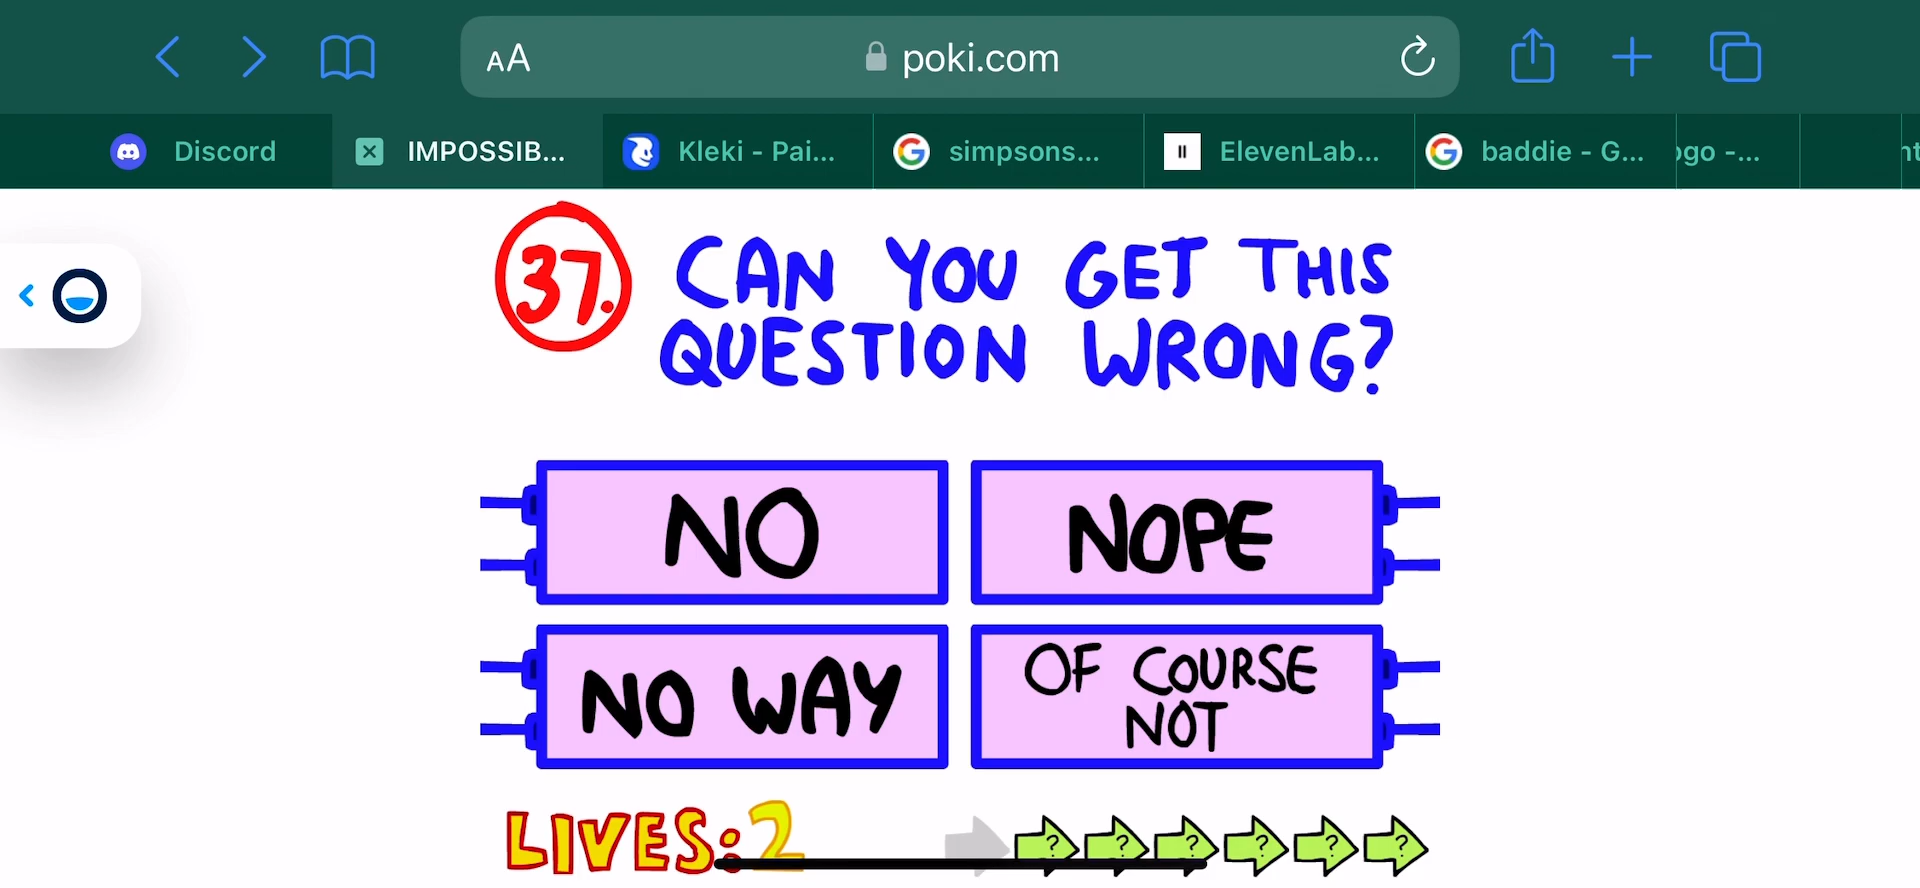 AA poki.com
Discord
IMPOSSIB...
Kleki - Pai...
simpsons...
ElevenLab...
baddie - G...
ogo -...
37. CAN YOU GET THIS
QUESTION WRONG?
NO
NOPE
NO WAY
OF COURSE
NOT
LIVES:2
? ? ? ? ? ?